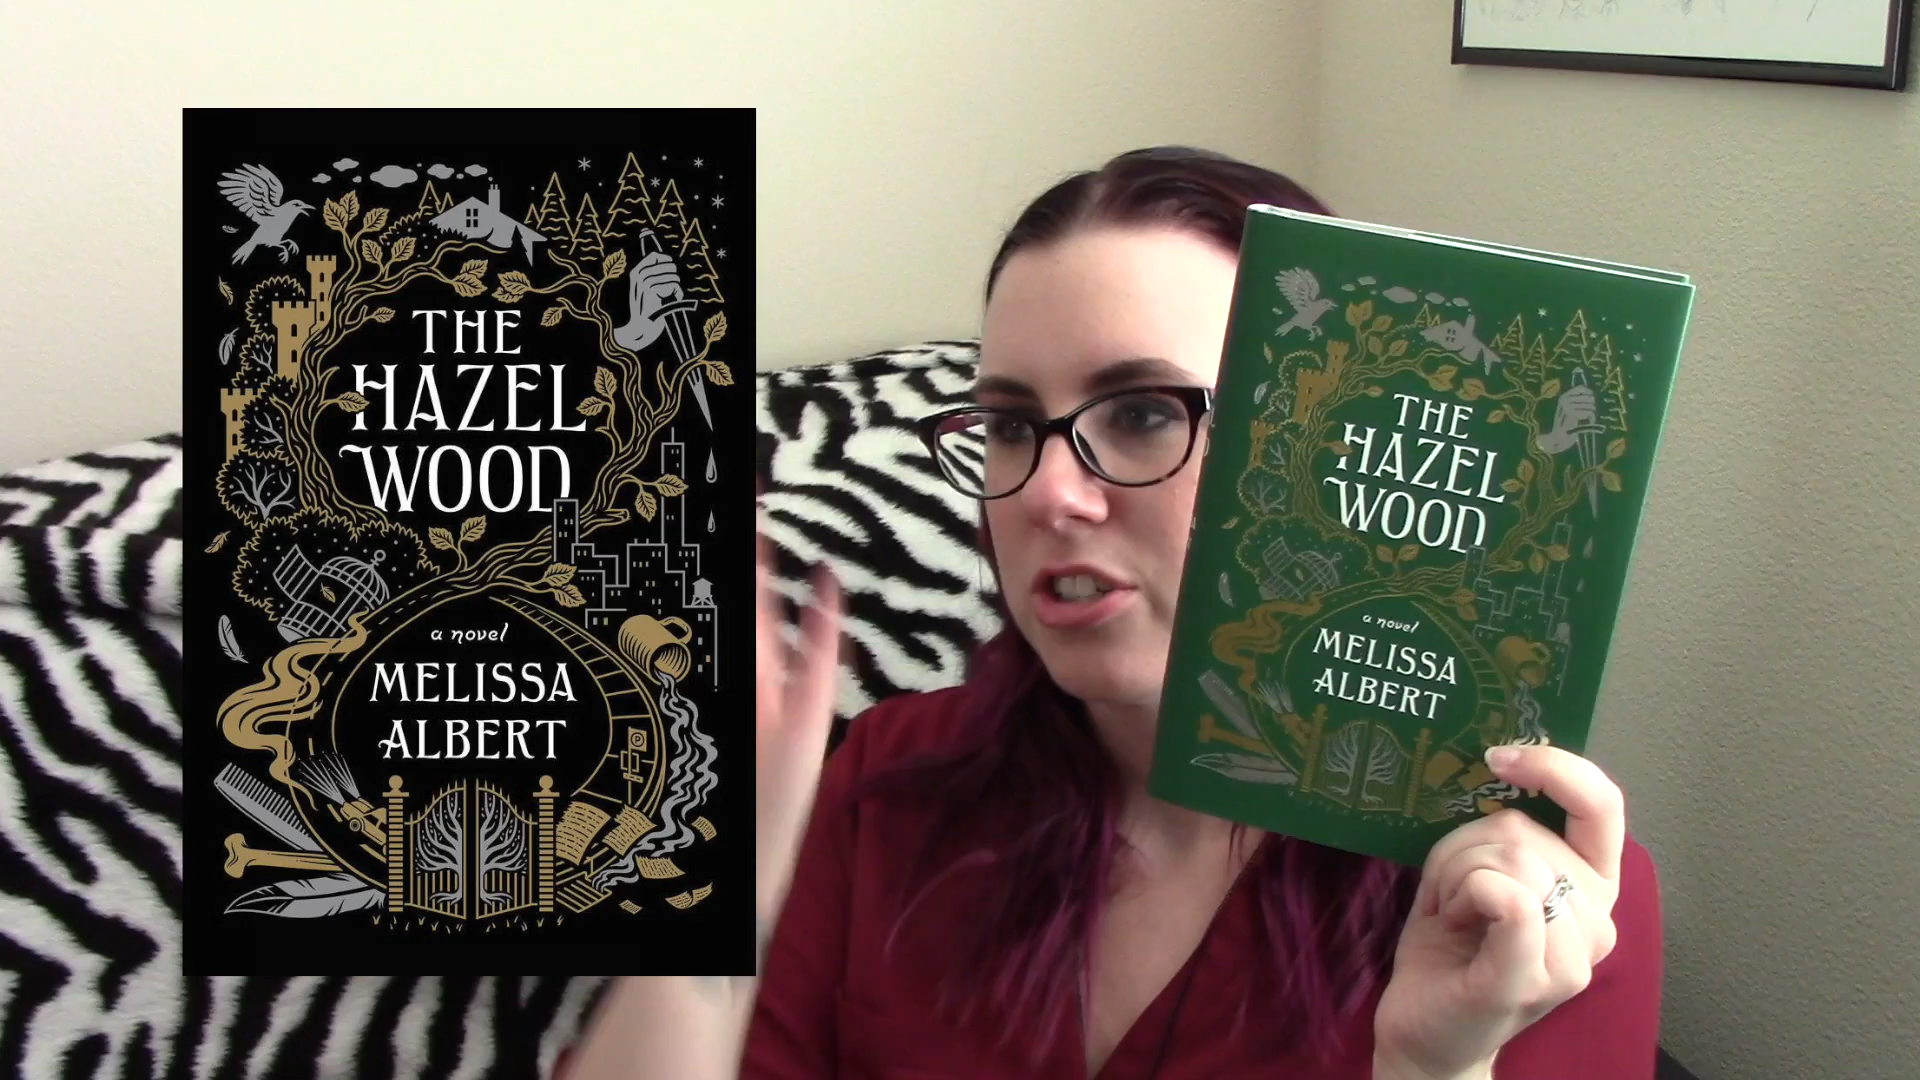 THE
HAZEL
WOOD
a novel
MELISSA
ALBERT
THE
HAZEL
WOOD
a novel
MELISSA
ALBERT